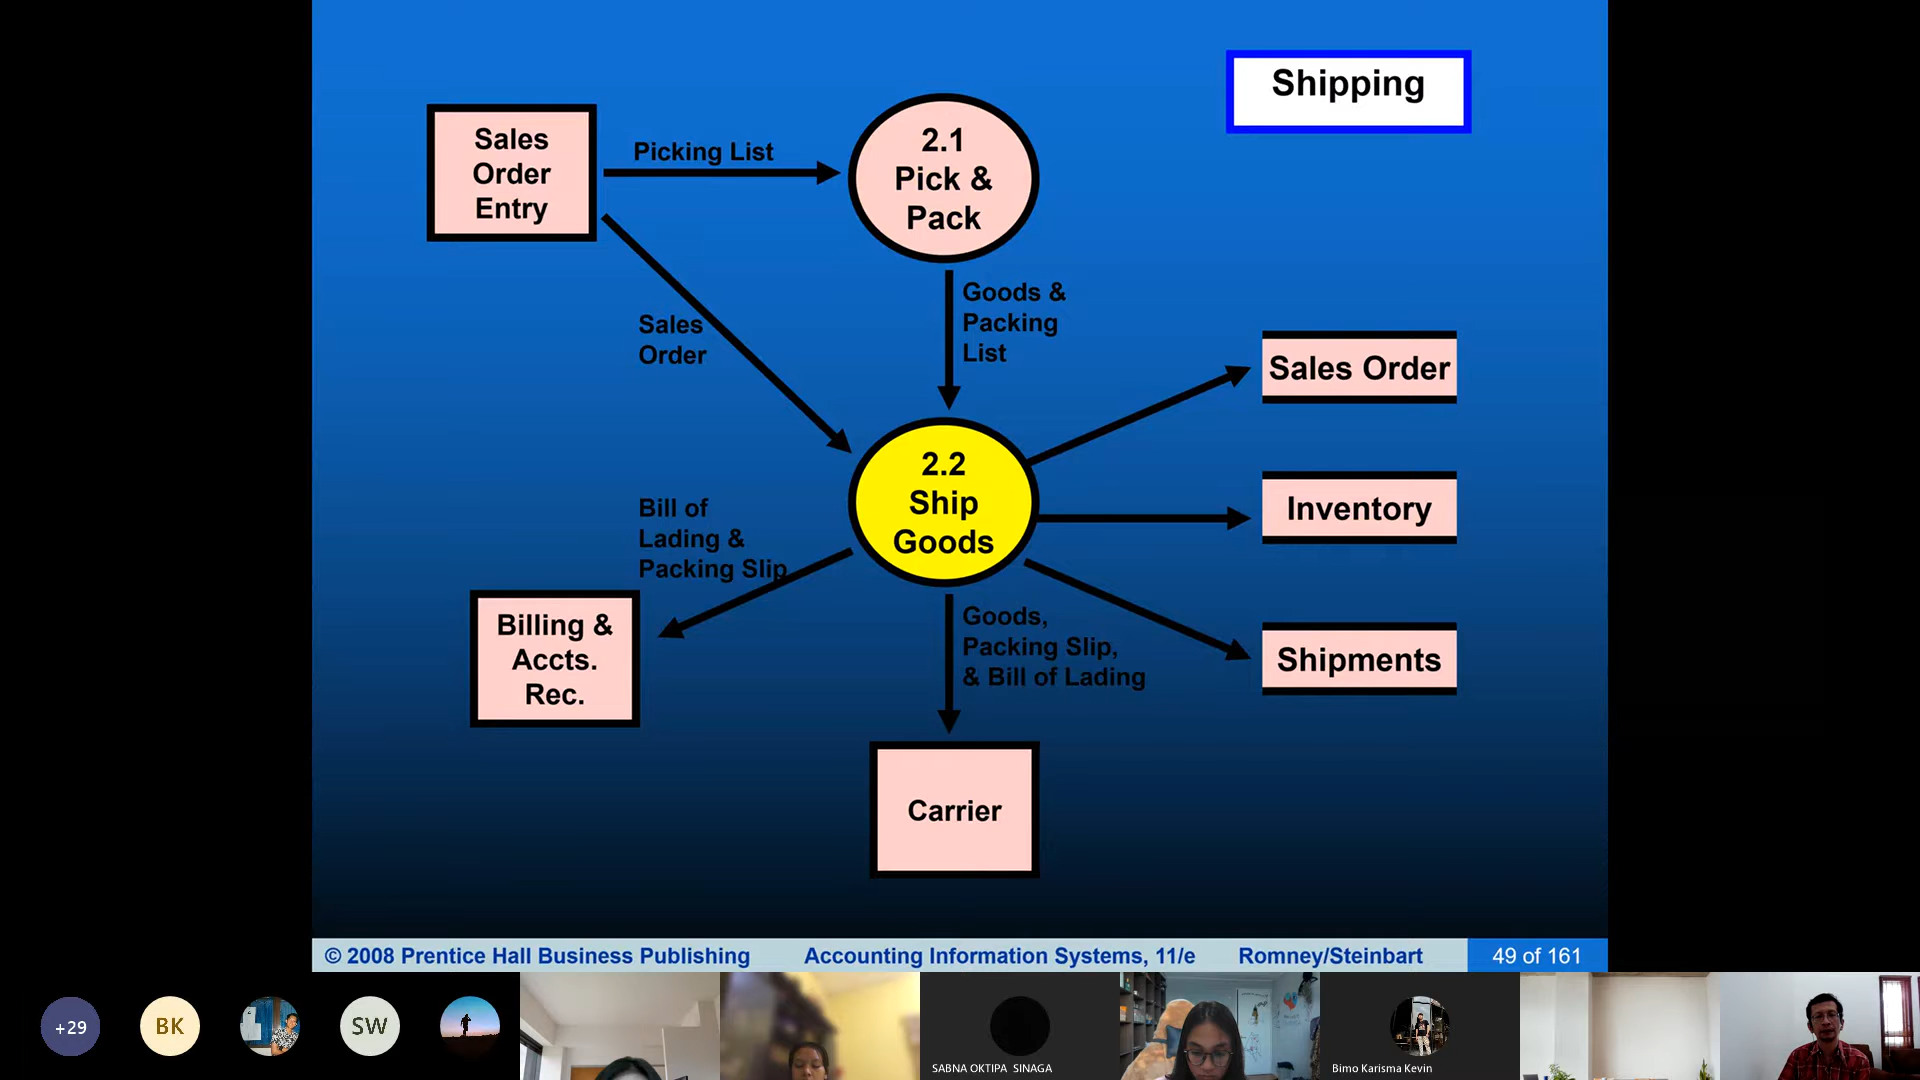 Shipping
Sales
Order
Entry
Picking List
2.1
Pick &
Pack
Sales
Order
Goods &
Packing
List
Sales Order
2.2
Ship
Goods
Inventory
Bill of
Lading &
Packing Slip
Billing &
Accts.
Rec.
Goods,
Packing Slip,
& Bill of Lading
Shipments
Carrier
© 2008 Prentice Hall Business Publishing Accounting Information Systems, 11/e Romney/Steinbart 49 of 161
+29
BK
SW
SABNA OKTIPA SINAGA
Bimo Karisma Kevin